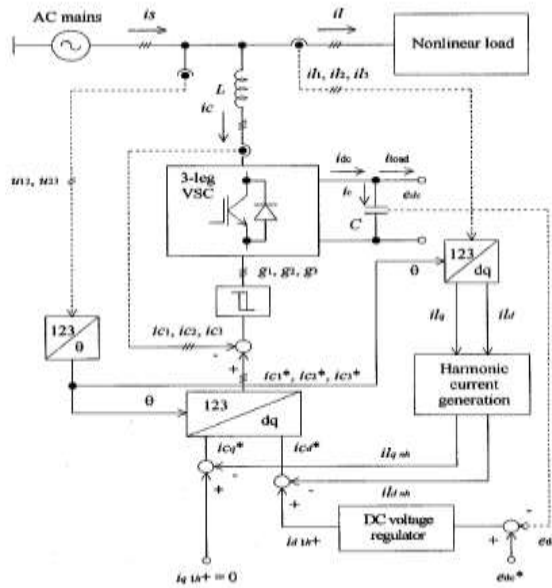 AC mains
is
il
Nonlinear load
il1, il2, il3
L
ic
u12, u23
3-leg
VSC
idc
iload
ic
edc
C
g1, g2, g3
θ
123
dq
ilq
ild
123
θ
ic1, ic2, ic3
-
+
ic1*, ic2*, ic3*
Harmonic
current
generation
θ
123
dq
icq*
icd*
ilq nh
-
+
ild nh
-
+
DC voltage
regulator
id 1h+
-
+
ed
iq 1h+ = 0
edc*